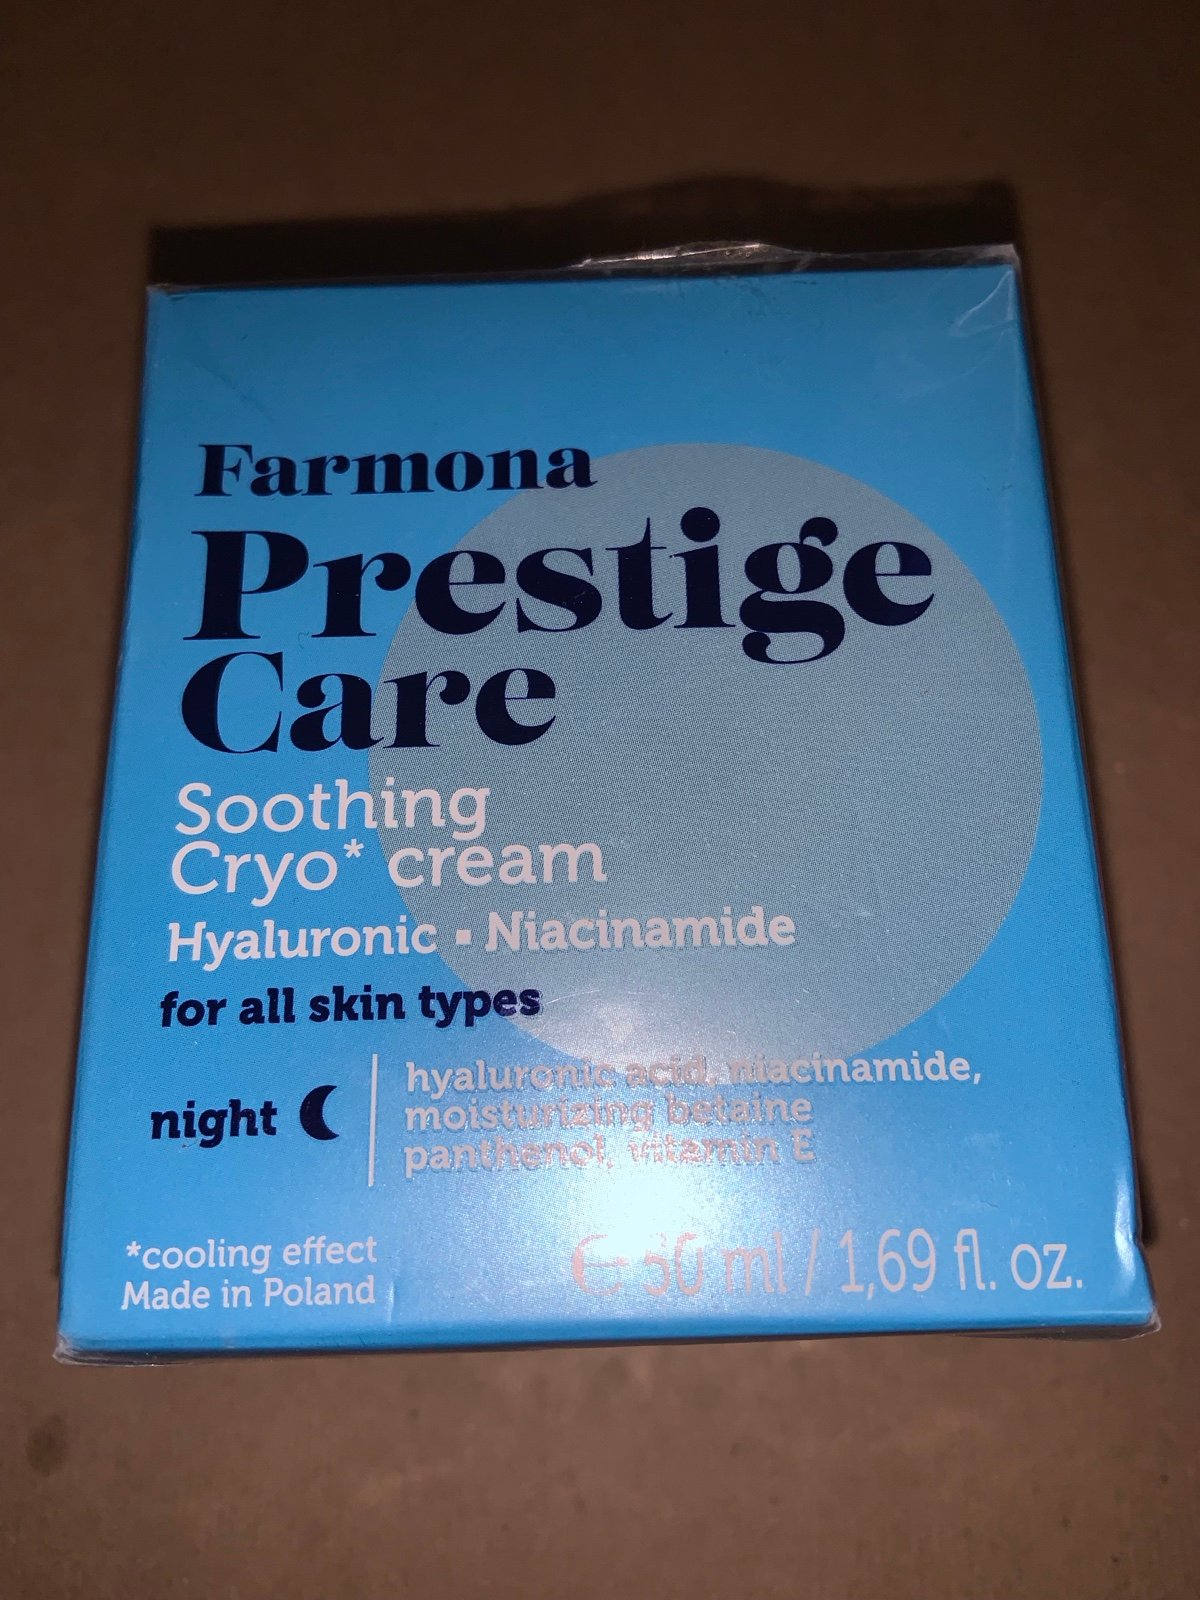 Farmona
Prestige
Care
Soothing
Cryo* cream
Hyaluronic ▪ Niacinamide
for all skin types
night
hyaluronic acid, niacinamide,
moisturizing betaine
panthenol, vitamin E
*cooling effect
Made in Poland
℮ 50 ml / 1,69 fl. oz.